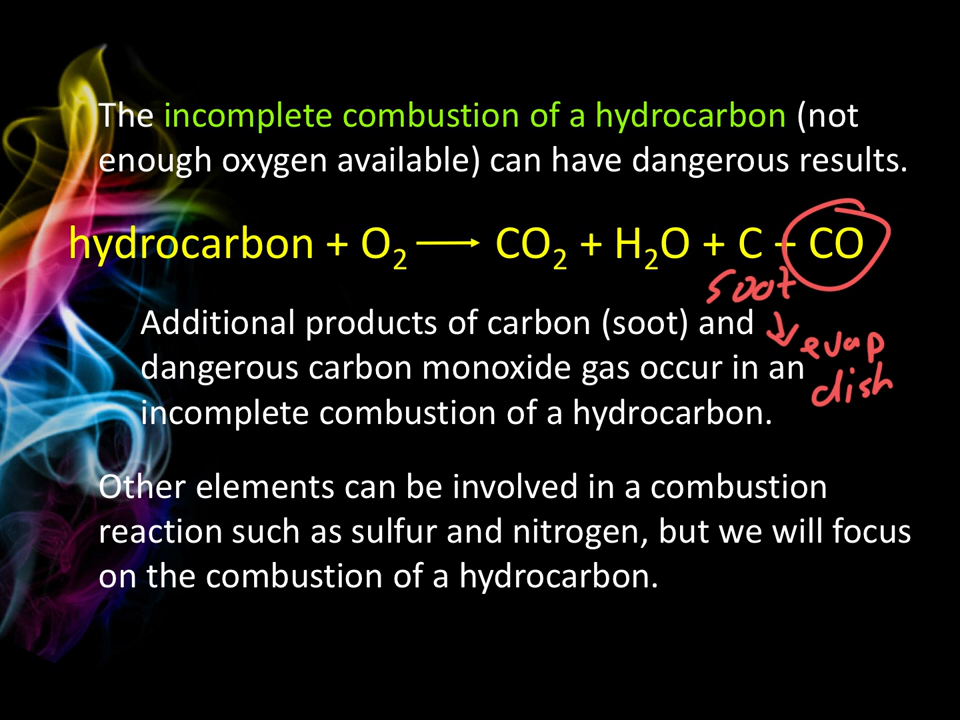 The incomplete combustion of a hydrocarbon (not
enough oxygen available) can have dangerous results.
hydrocarbon + O₂ ⟶ CO₂ + H₂O + C + CO
soot
Additional products of carbon (soot) and
dangerous carbon monoxide gas occur in an
incomplete combustion of a hydrocarbon.
evap
dish
Other elements can be involved in a combustion
reaction such as sulfur and nitrogen, but we will focus
on the combustion of a hydrocarbon.